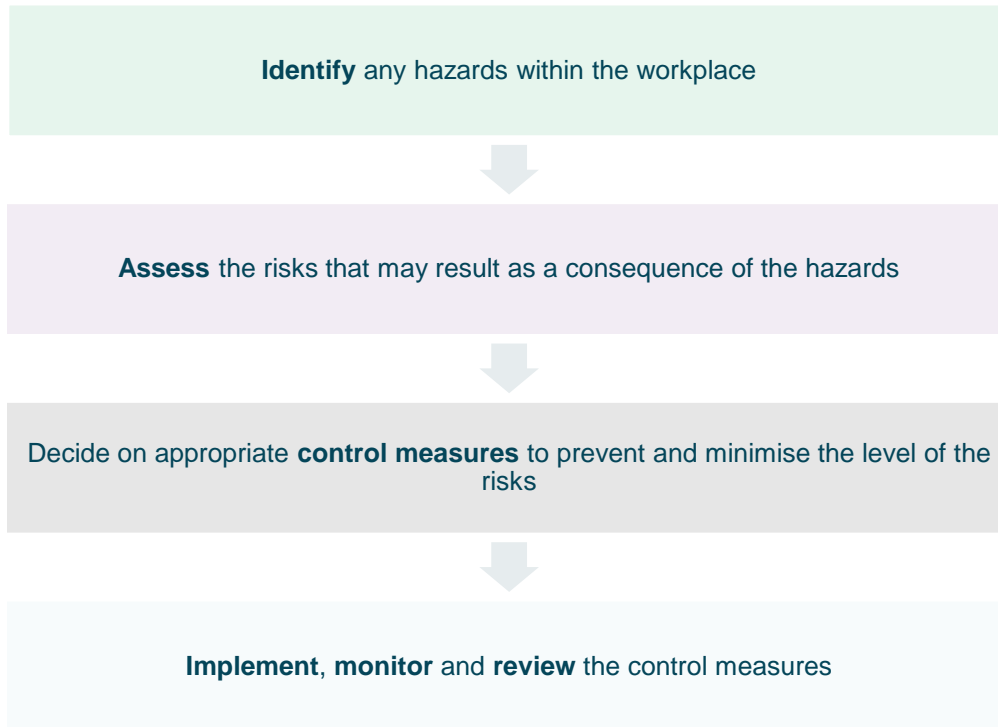 Identify any hazards within the workplace
Assess the risks that may result as a consequence of the hazards
Decide on appropriate control measures to prevent and minimise the level of the
risks
Implement, monitor and review the control measures